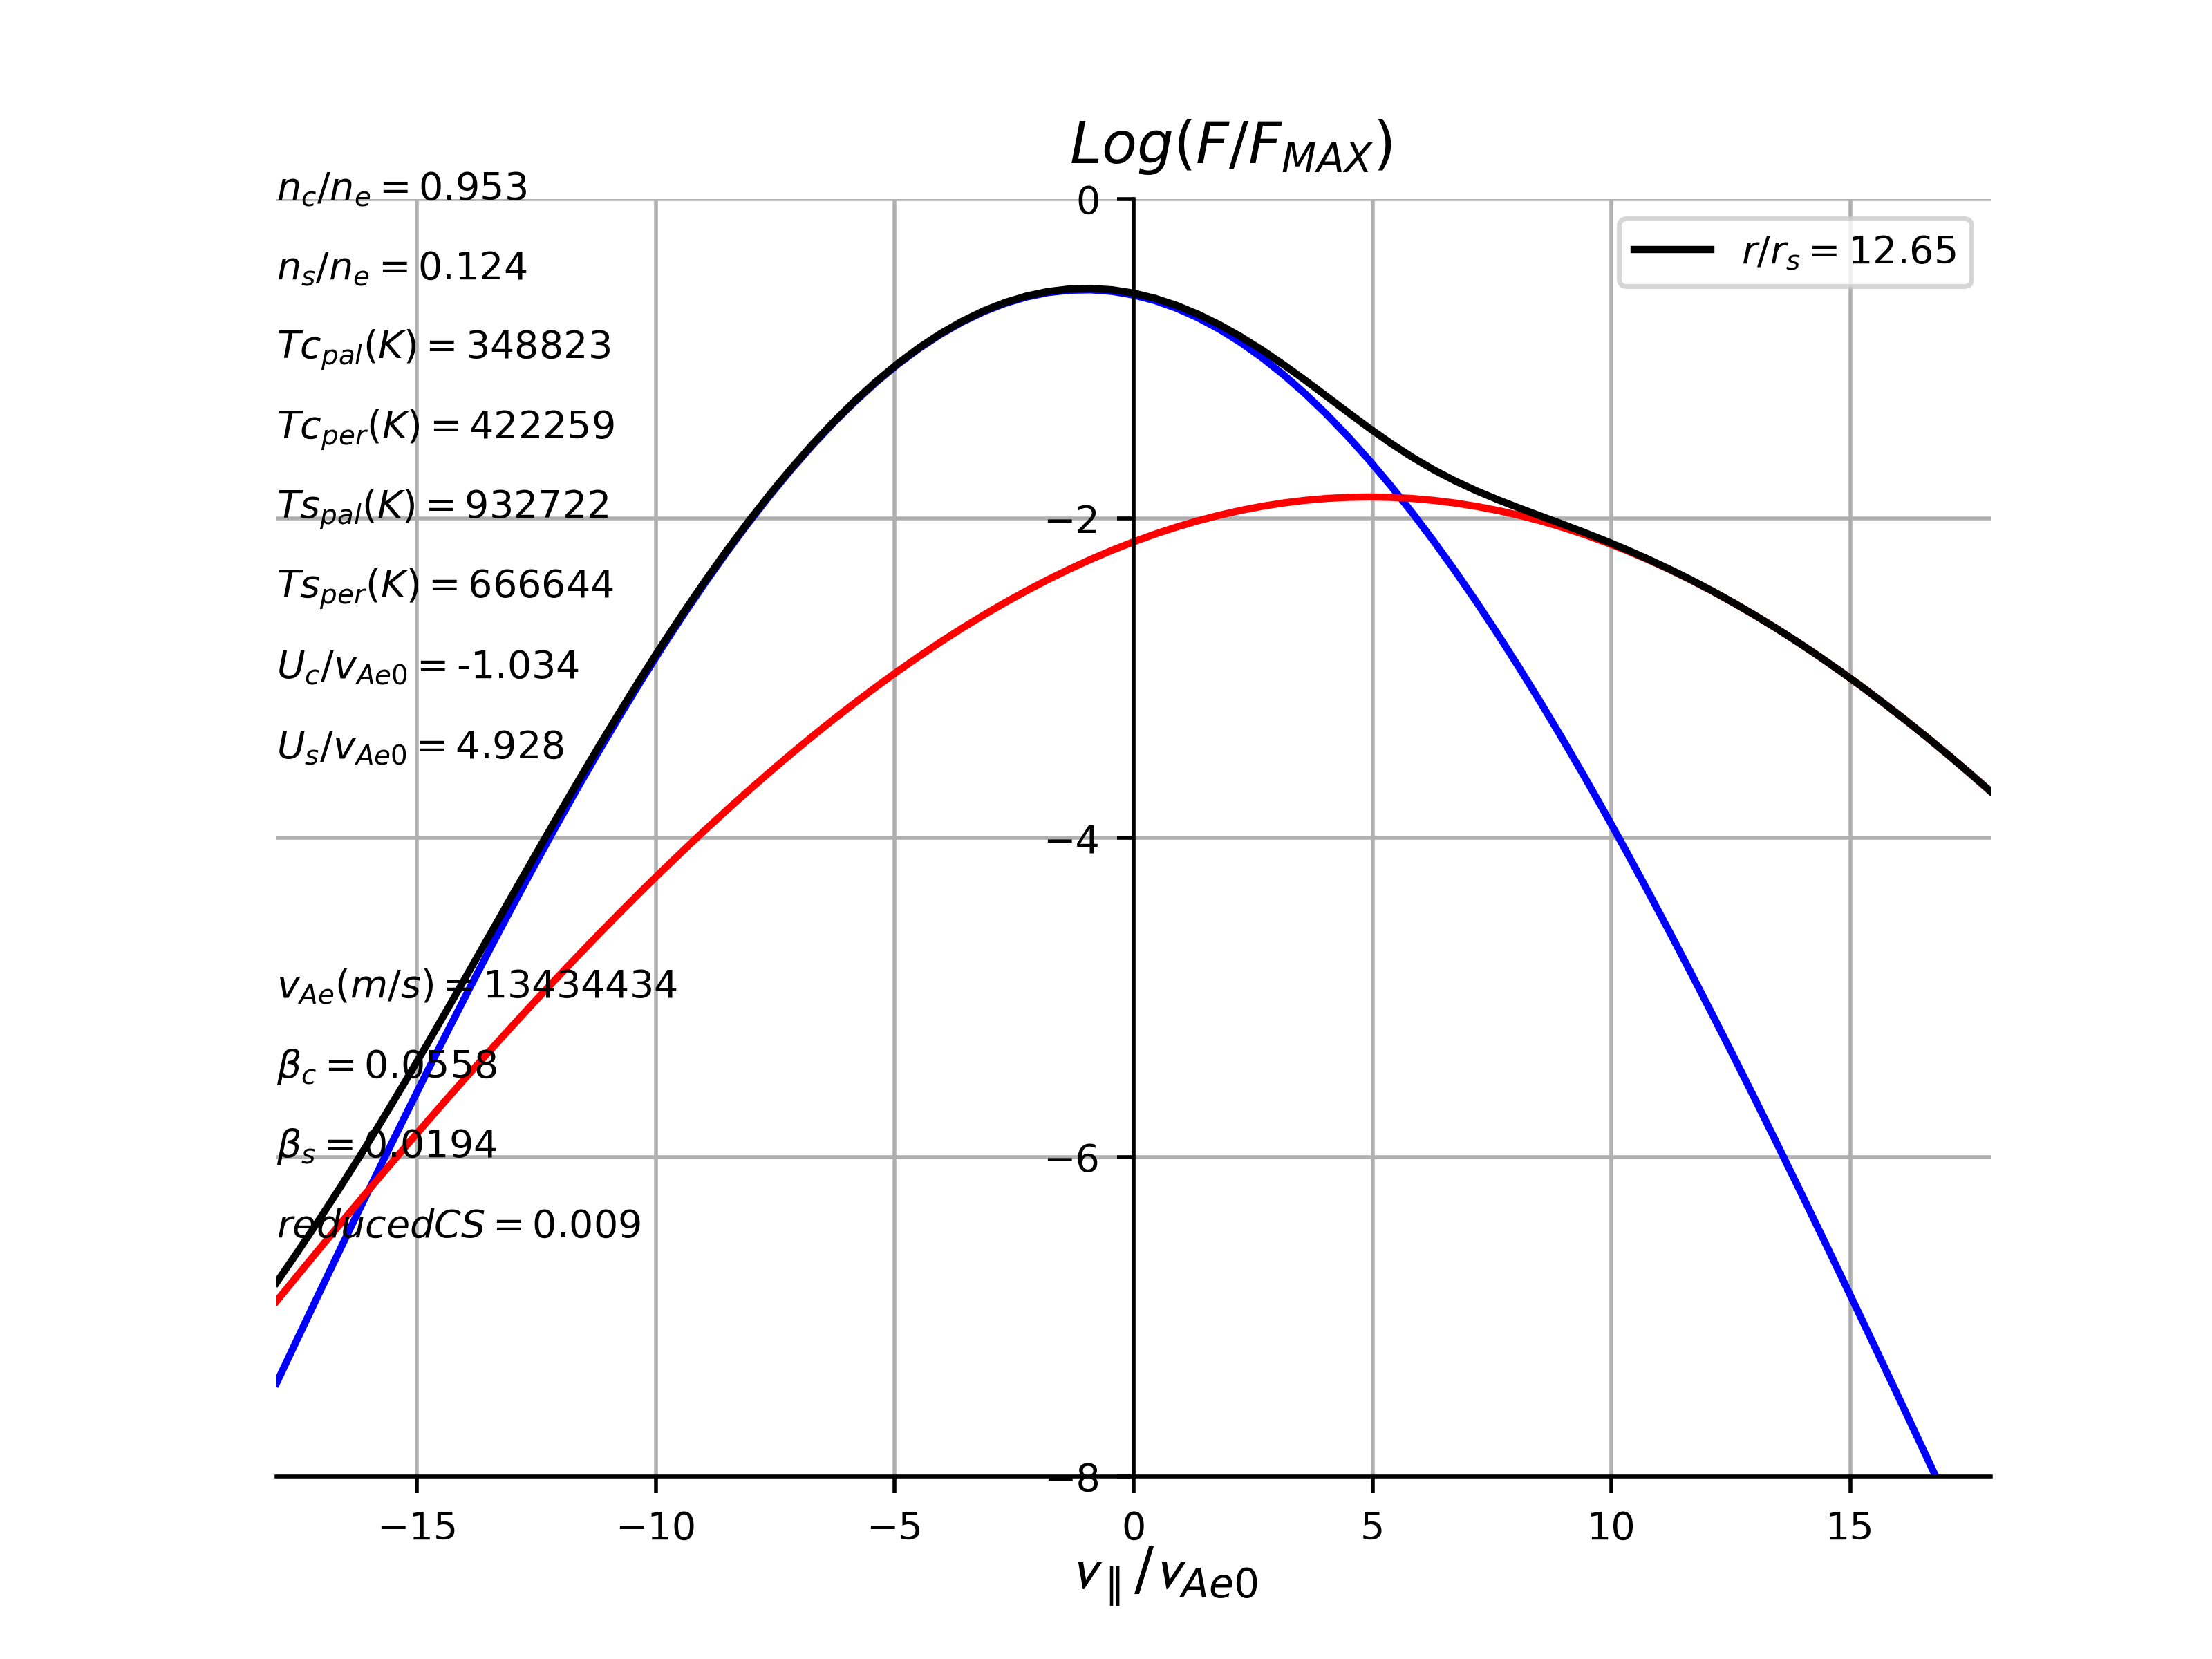 Log(F/F_MAX)
n_c/n_e = 0.953
n_s/n_e = 0.124
Tc_pal(K) = 348823
Tc_per(K) = 422259
Ts_pal(K) = 932722
Ts_per(K) = 666644
U_c/v_Ae0 = -1.034
U_s/v_Ae0 = 4.928
v_Ae(m/s) = 13434434
β_c = 0.0558
β_s = 0.0194
reducedCS = 0.009
r/r_s = 12.65
0
−2
−4
−6
−8
−15 −10 −5 0 5 10 15
v_∥/v_Ae0